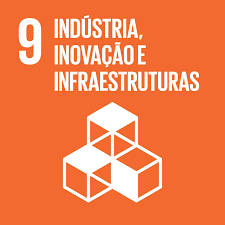 9 INDÚSTRIA,
INOVAÇÃO E
INFRAESTRUTURAS